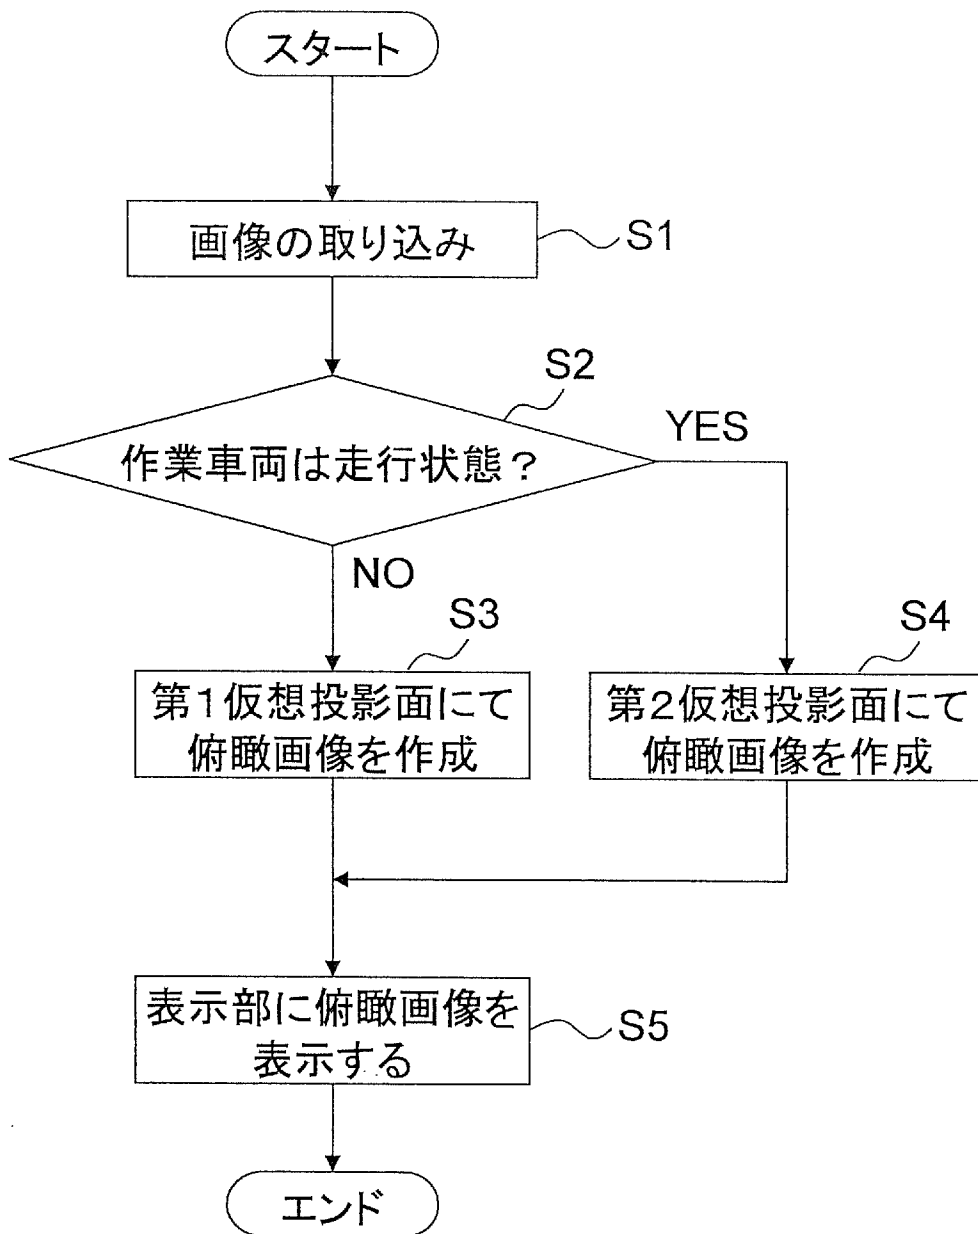 スタート
画像の取り込み
S1
S2
作業車両は走行状態？
YES
NO
S3
S4
第1仮想投影面にて
俯瞰画像を作成
第2仮想投影面にて
俯瞰画像を作成
表示部に俯瞰画像を
表示する
S5
エンド